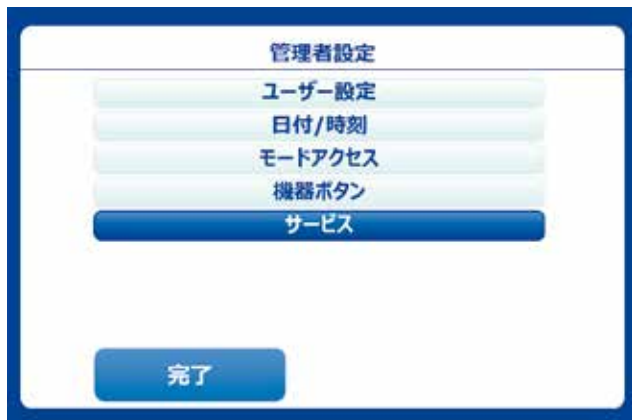 管理者設定
ユーザー設定
日付/時刻
モードアクセス
機器ボタン
サービス
完了